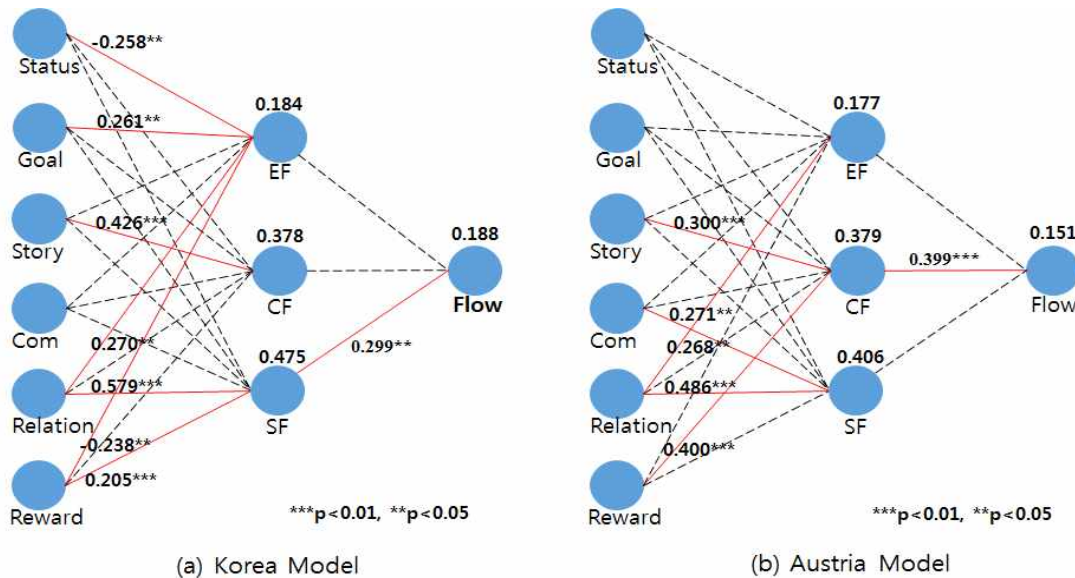 Status
-0.258**
Goal
0.261**
Story
0.426***
Com
Relation
0.270**
0.579***
Reward
-0.238**
0.205***
0.184
EF
0.378
CF
0.475
SF
0.188
Flow
0.299**
***p<0.01, **p<0.05
(a) Korea Model
Status
Goal
Story
0.300***
Com
0.271**
0.268**
Relation
0.486***
0.400***
Reward
0.177
EF
0.379
CF
0.406
SF
0.399***
0.151
Flow
***p<0.01, **p<0.05
(b) Austria Model